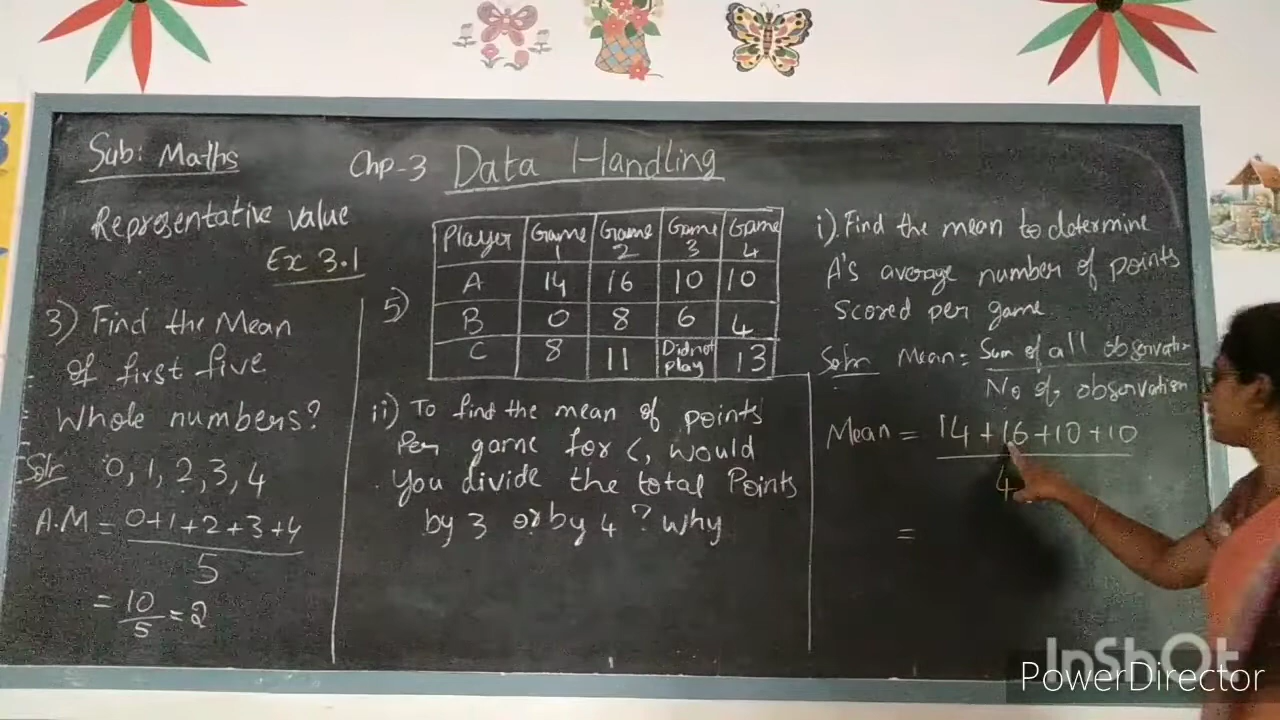 Sub: Maths
Chp-3 Data Handling
Representative value
Ex 3.1
3) Find the Mean
of first five
Whole numbers?
Soln 0, 1, 2, 3, 4
A.M = 0+1+2+3+4
5
= 10
5
= 2
5)
Player Game 1 Game 2 Game 3 Game 4
A 14 16 10 10
B 0 8 6 4
C 8 11 Did not play 13
ii) To find the mean of points
Per game for C, would
You divide the total Points
by 3 or by 4 ? Why
i). Find the mean to determine
A's average number of points
scored per game.
Soln Mean = Sum of all observation
No of observation
Mean = 14+16+10+10
4
=
InShOt
PowerDirector